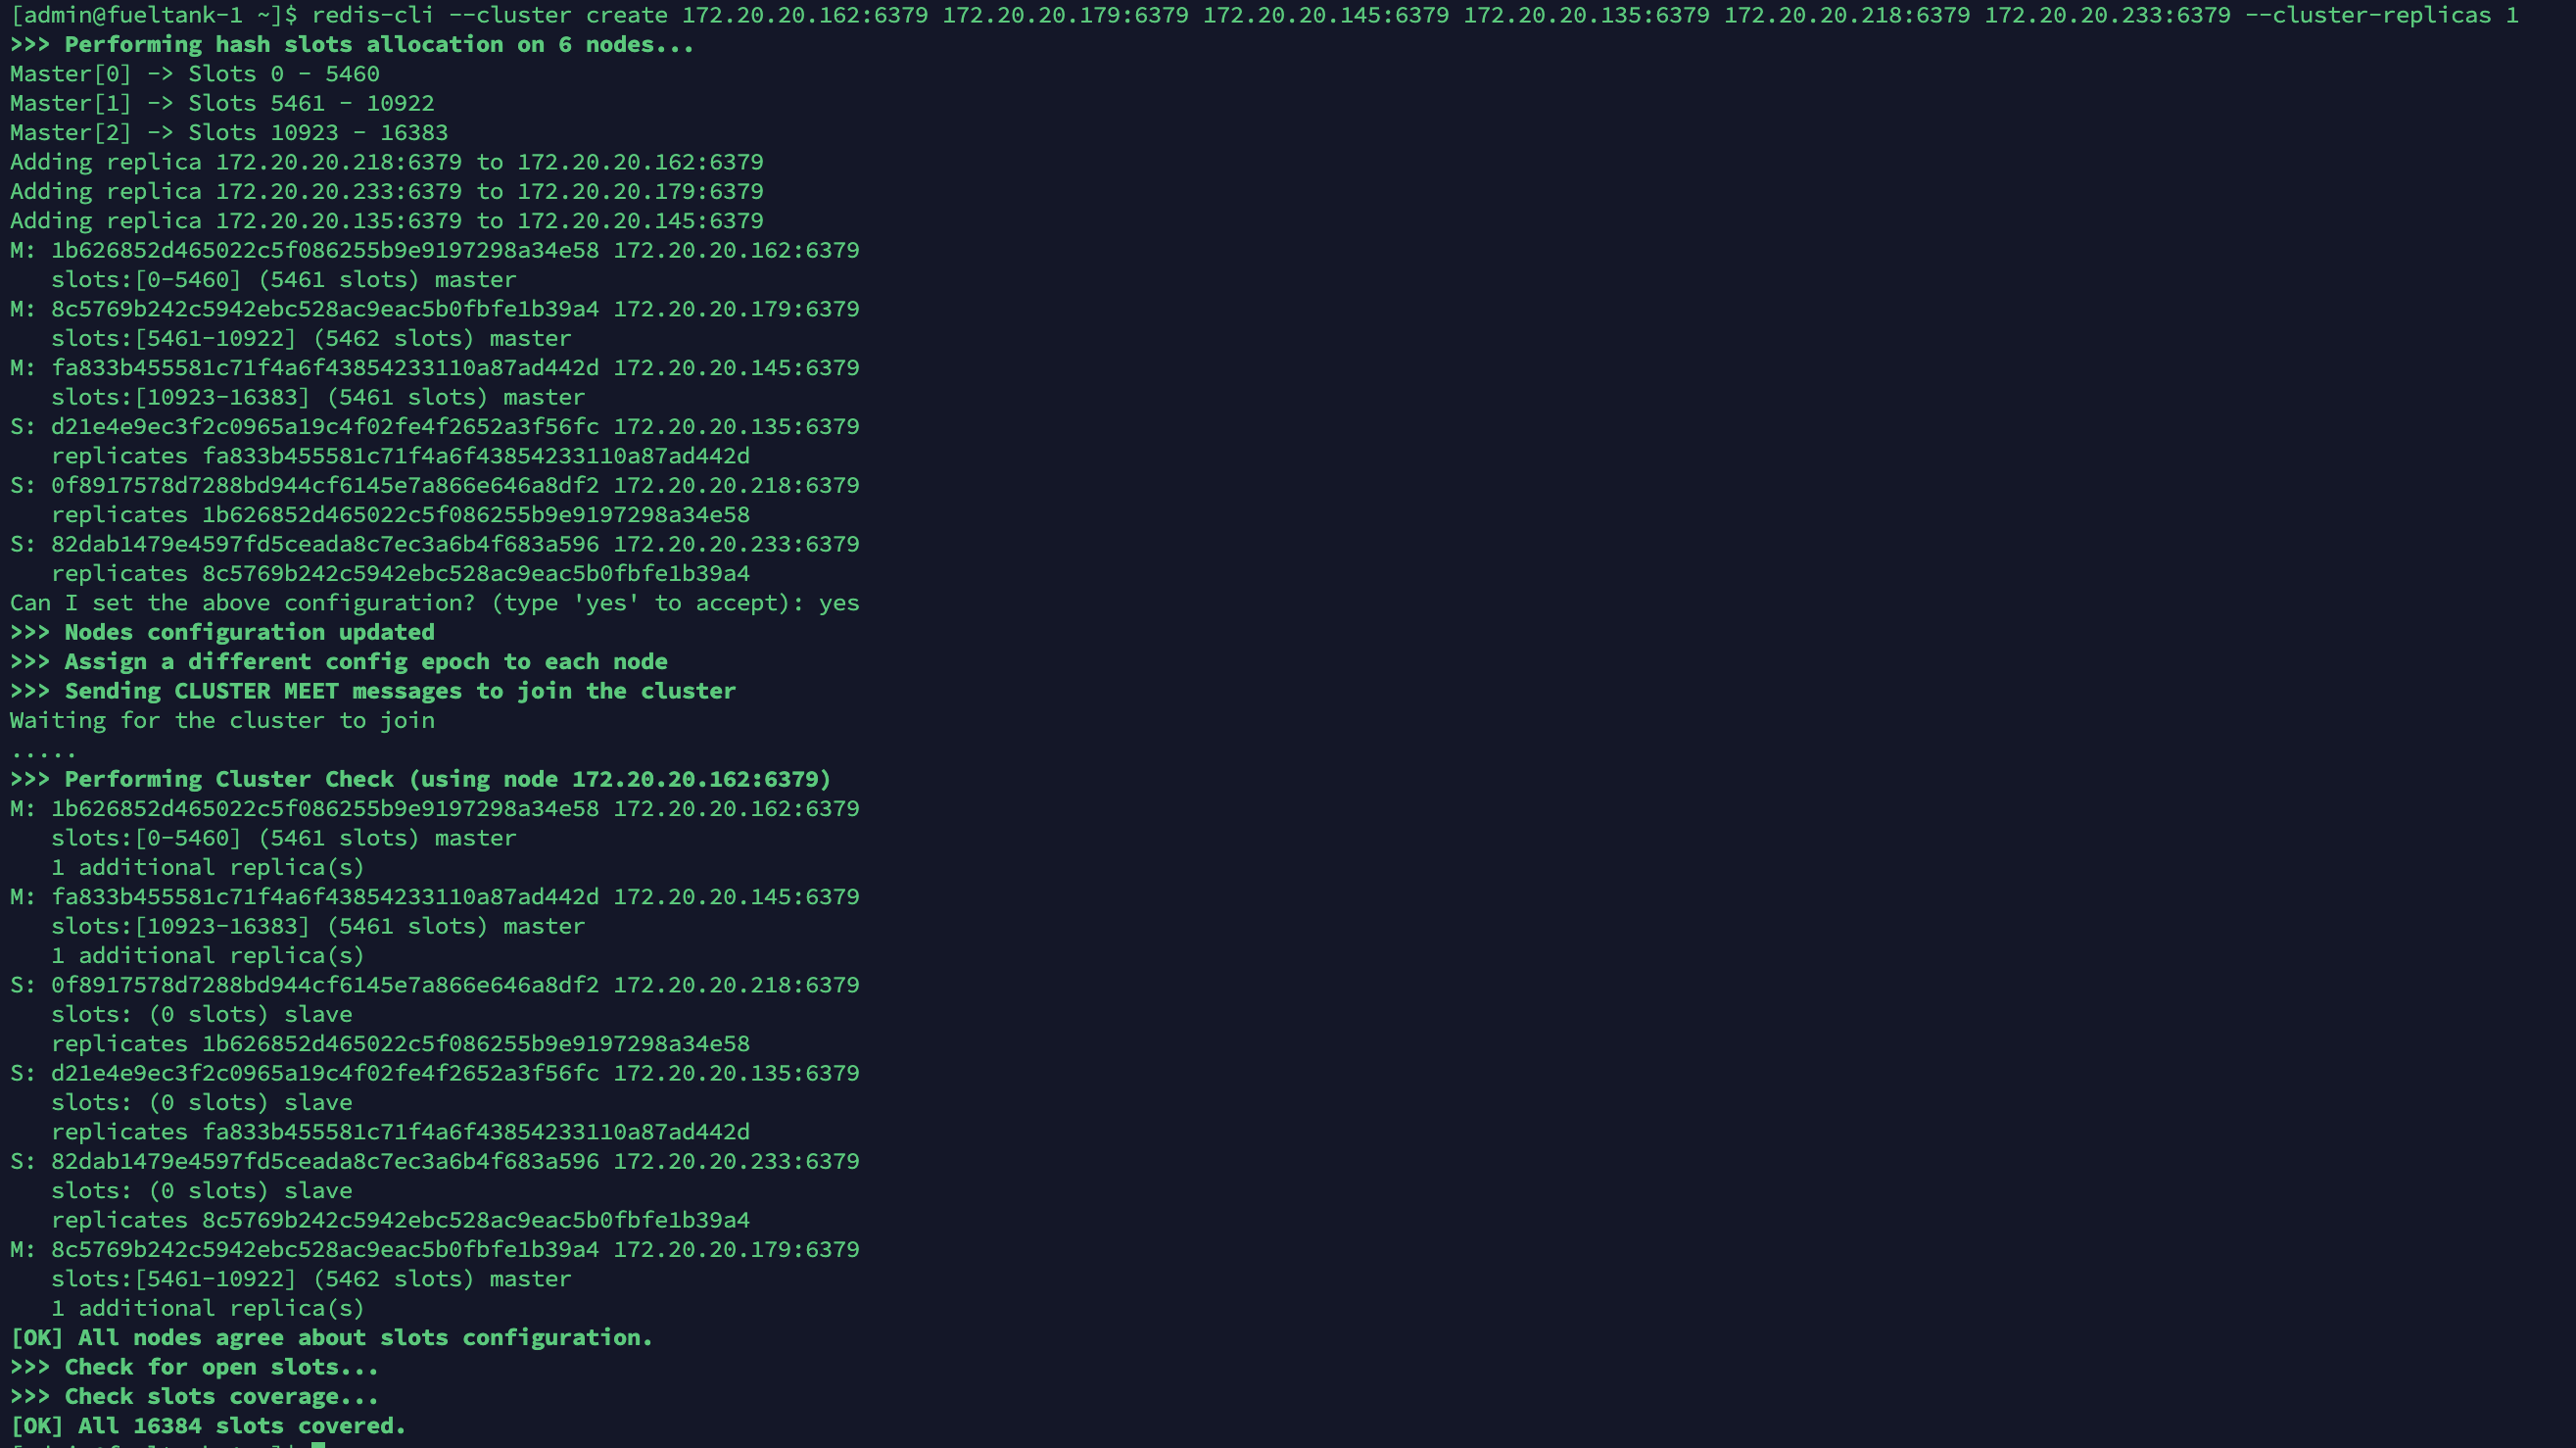 [admin@fueltank-1 ~]$ redis-cli --cluster create 172.20.20.162:6379 172.20.20.179:6379 172.20.20.145:6379 172.20.20.135:6379 172.20.20.218:6379 172.20.20.233:6379 --cluster-replicas 1
>>> Performing hash slots allocation on 6 nodes...
Master[0] -> Slots 0 - 5460
Master[1] -> Slots 5461 - 10922
Master[2] -> Slots 10923 - 16383
Adding replica 172.20.20.218:6379 to 172.20.20.162:6379
Adding replica 172.20.20.233:6379 to 172.20.20.179:6379
Adding replica 172.20.20.135:6379 to 172.20.20.145:6379
M: 1b626852d465022c5f086255b9e9197298a34e58 172.20.20.162:6379
   slots:[0-5460] (5461 slots) master
M: 8c5769b242c5942ebc528ac9eac5b0fbfe1b39a4 172.20.20.179:6379
   slots:[5461-10922] (5462 slots) master
M: fa833b455581c71f4a6f43854233110a87ad442d 172.20.20.145:6379
   slots:[10923-16383] (5461 slots) master
S: d21e4e9ec3f2c0965a19c4f02fe4f2652a3f56fc 172.20.20.135:6379
   replicates fa833b455581c71f4a6f43854233110a87ad442d
S: 0f8917578d7288bd944cf6145e7a866e646a8df2 172.20.20.218:6379
   replicates 1b626852d465022c5f086255b9e9197298a34e58
S: 82dab1479e4597fd5ceada8c7ec3a6b4f683a596 172.20.20.233:6379
   replicates 8c5769b242c5942ebc528ac9eac5b0fbfe1b39a4
Can I set the above configuration? (type 'yes' to accept): yes
>>> Nodes configuration updated
>>> Assign a different config epoch to each node
>>> Sending CLUSTER MEET messages to join the cluster
Waiting for the cluster to join
.....
>>> Performing Cluster Check (using node 172.20.20.162:6379)
M: 1b626852d465022c5f086255b9e9197298a34e58 172.20.20.162:6379
   slots:[0-5460] (5461 slots) master
   1 additional replica(s)
M: fa833b455581c71f4a6f43854233110a87ad442d 172.20.20.145:6379
   slots:[10923-16383] (5461 slots) master
   1 additional replica(s)
S: 0f8917578d7288bd944cf6145e7a866e646a8df2 172.20.20.218:6379
   slots: (0 slots) slave
   replicates 1b626852d465022c5f086255b9e9197298a34e58
S: d21e4e9ec3f2c0965a19c4f02fe4f2652a3f56fc 172.20.20.135:6379
   slots: (0 slots) slave
   replicates fa833b455581c71f4a6f43854233110a87ad442d
S: 82dab1479e4597fd5ceada8c7ec3a6b4f683a596 172.20.20.233:6379
   slots: (0 slots) slave
   replicates 8c5769b242c5942ebc528ac9eac5b0fbfe1b39a4
M: 8c5769b242c5942ebc528ac9eac5b0fbfe1b39a4 172.20.20.179:6379
   slots:[5461-10922] (5462 slots) master
   1 additional replica(s)
[OK] All nodes agree about slots configuration.
>>> Check for open slots...
>>> Check slots coverage...
[OK] All 16384 slots covered.